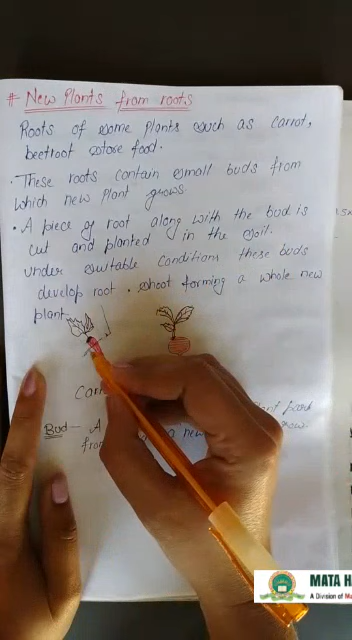 # New Plants from roots
Roots of some plants such as carrot,
beetroot store food.
· These roots contain small buds from
which new plant grows.
· A piece of root along with the bud is
cut and planted in the soil.
under suitable conditions these buds
develop root . shoot forming a whole new
plant
Bud — A
MATA H
A Division of M